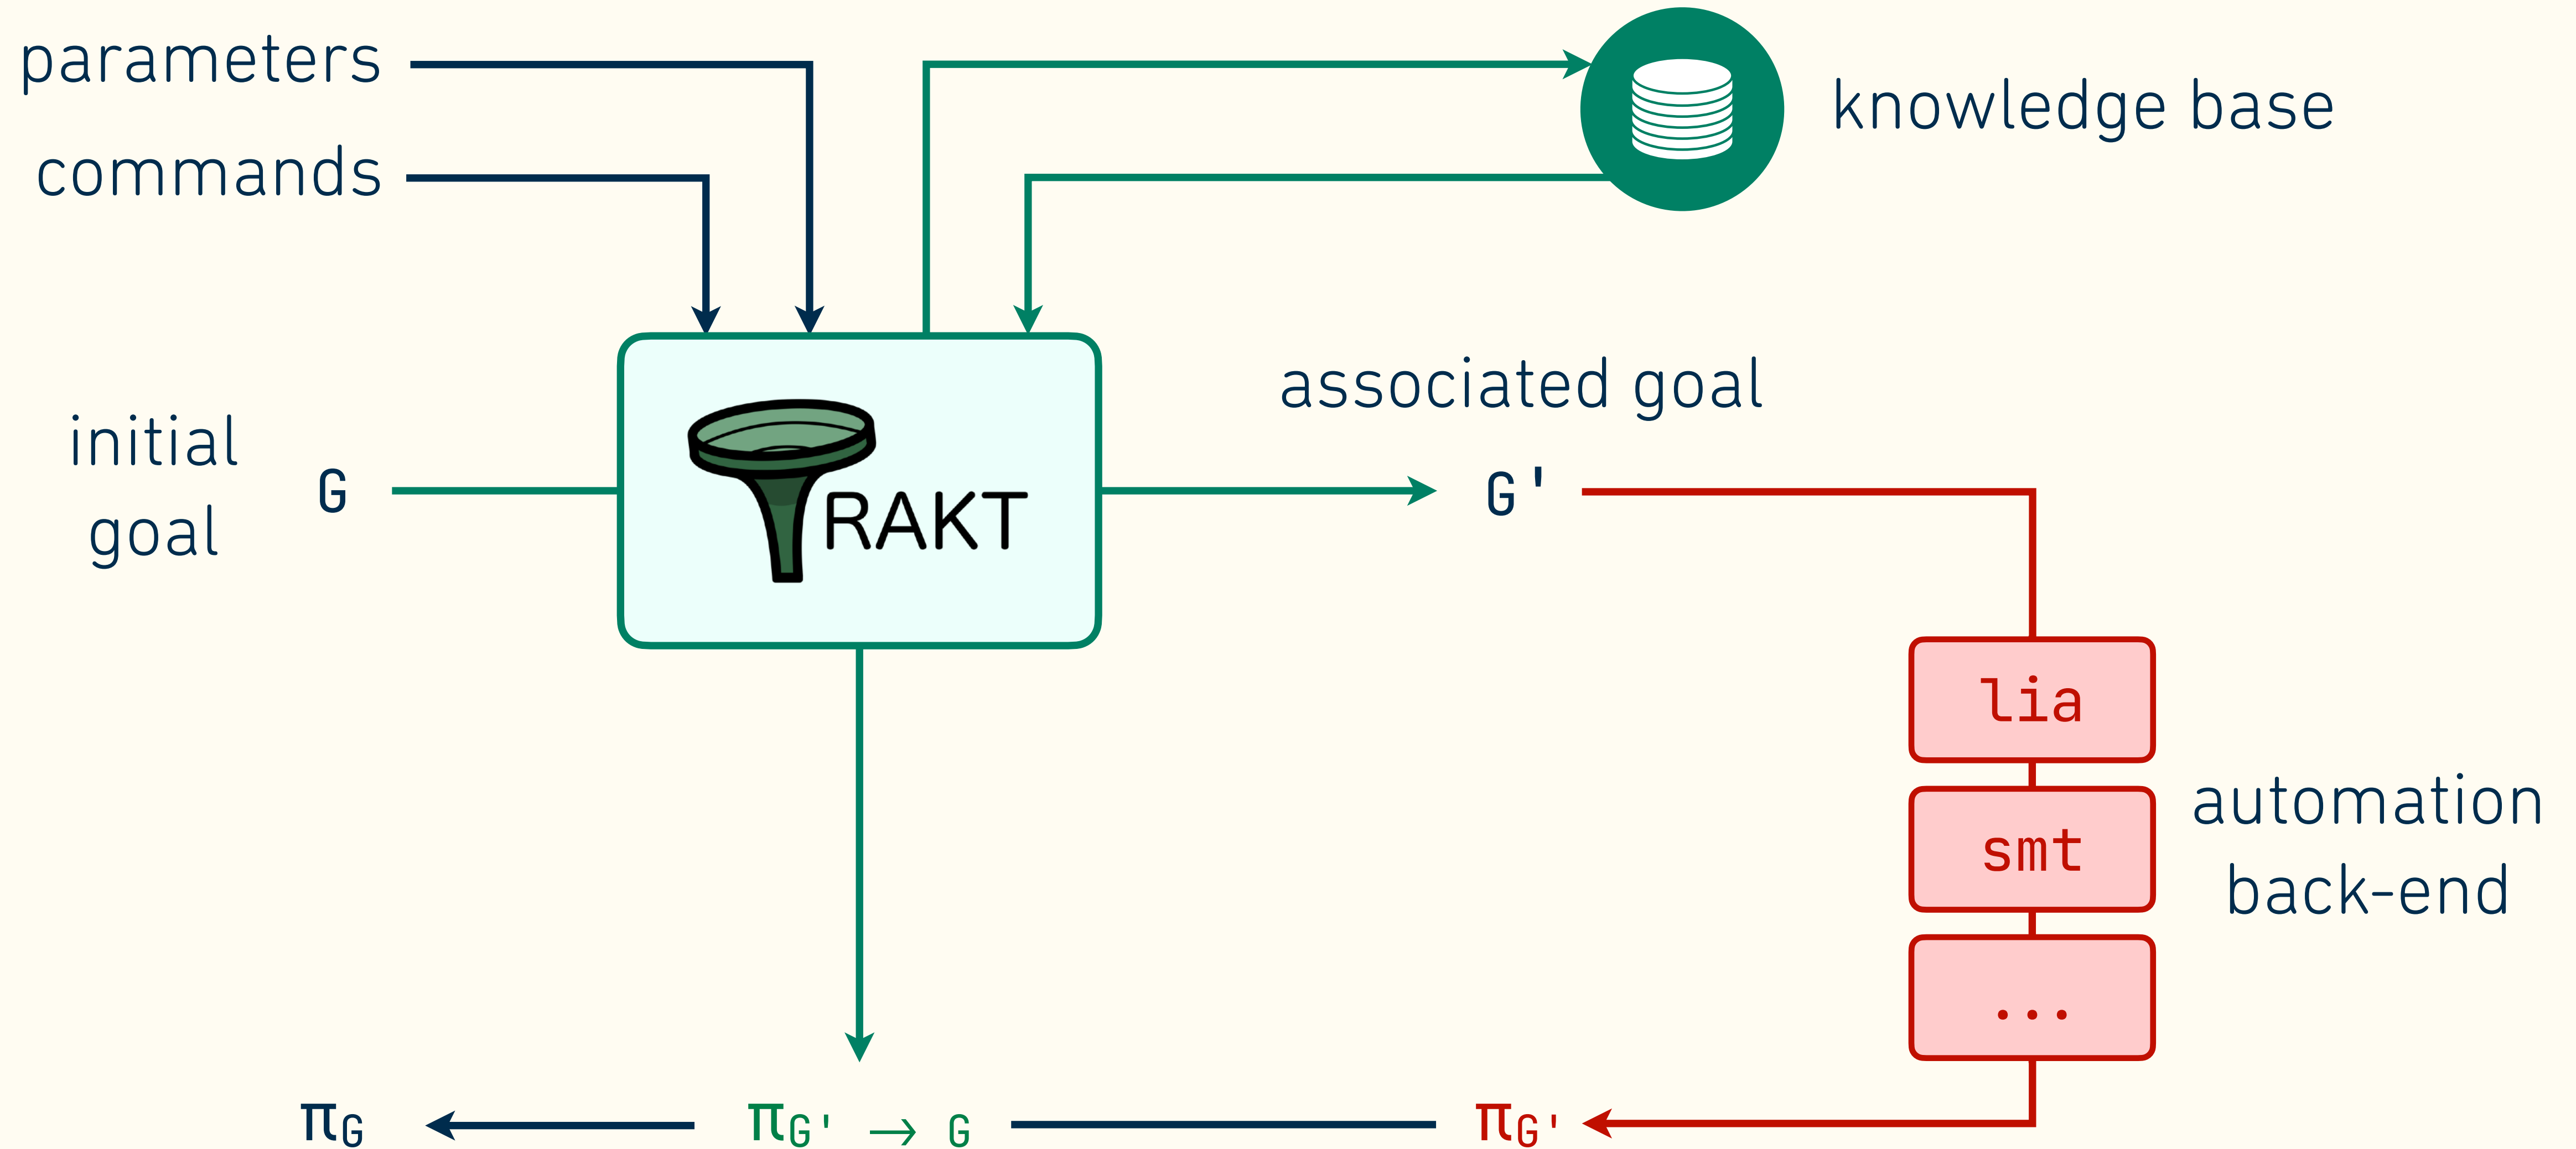 parameters
commands
knowledge base
associated goal
initial
goal
G
RAKT
G'
lia
smt
...
automation
back-end
πG
πG' → G
πG'